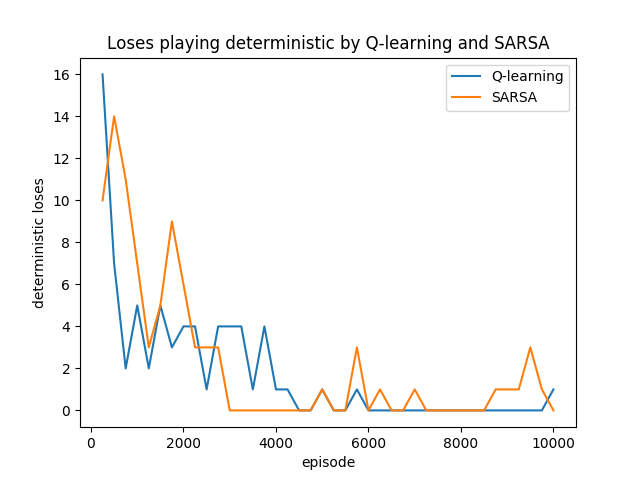 Loses playing deterministic by Q-learning and SARSA
Q-learning
SARSA
deterministic loses
16
14
12
10
8
6
4
2
0
0 2000 4000 6000 8000 10000
episode